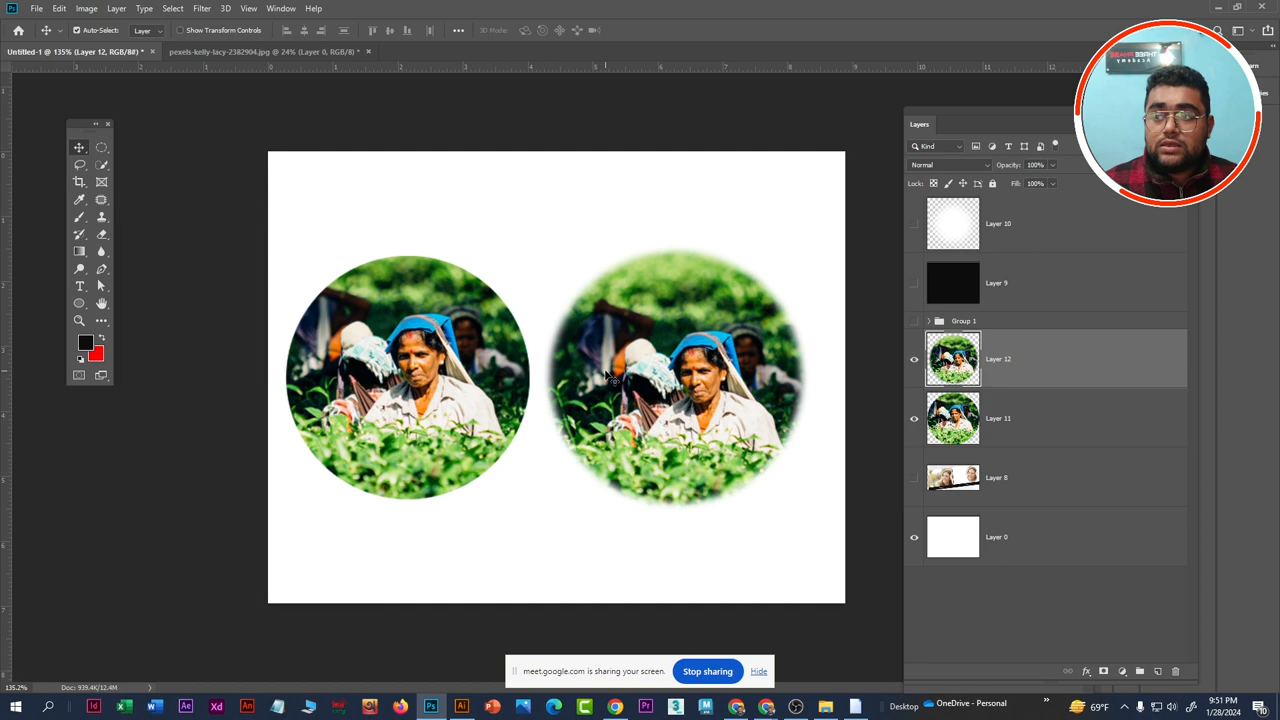 Ps File Edit Image Layer Type Select Filter 3D View Window Help
Auto-Select: Layer Show Transform Controls ••• 3D Mode:
Untitled-1 @ 135% (Layer 12, RGB/8#) * × pexels-kelly-lacy-2382904.jpg @ 24% (Layer 0, RGB/8) * ×
Layers
Kind
Normal Opacity: 100%
Lock: Fill: 100%
Layer 10
Layer 9
Group 1
Layer 12
Layer 11
Layer 8
Layer 0
meet.google.com is sharing your screen. Stop sharing Hide
135.2% Doc: 939.4K/12.4M
Desktop OneDrive - Personal 69°F 9:51 PM
1/28/2024